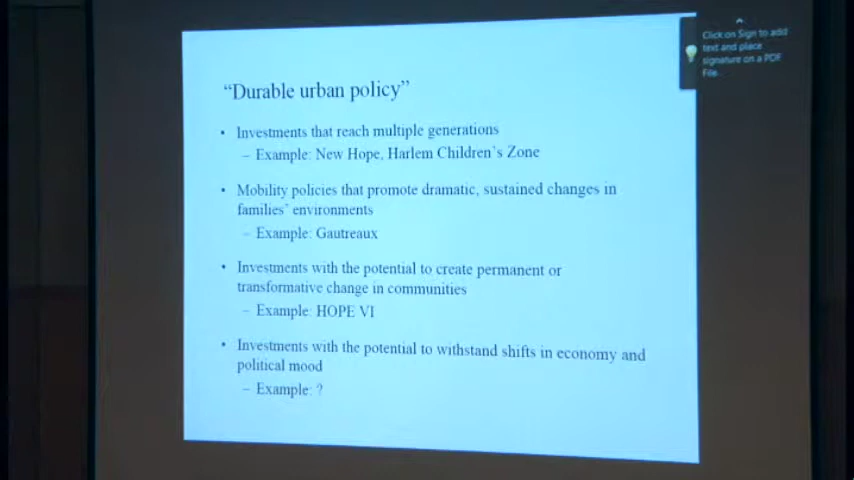 “Durable urban policy”
• Investments that reach multiple generations
– Example: New Hope, Harlem Children’s Zone
• Mobility policies that promote dramatic, sustained changes in
families’ environments
– Example: Gautreaux
• Investments with the potential to create permanent or
transformative change in communities
– Example: HOPE VI
• Investments with the potential to withstand shifts in economy and
political mood
– Example: ?
Click on Sign to add
text and place
signature on a PDF
File.